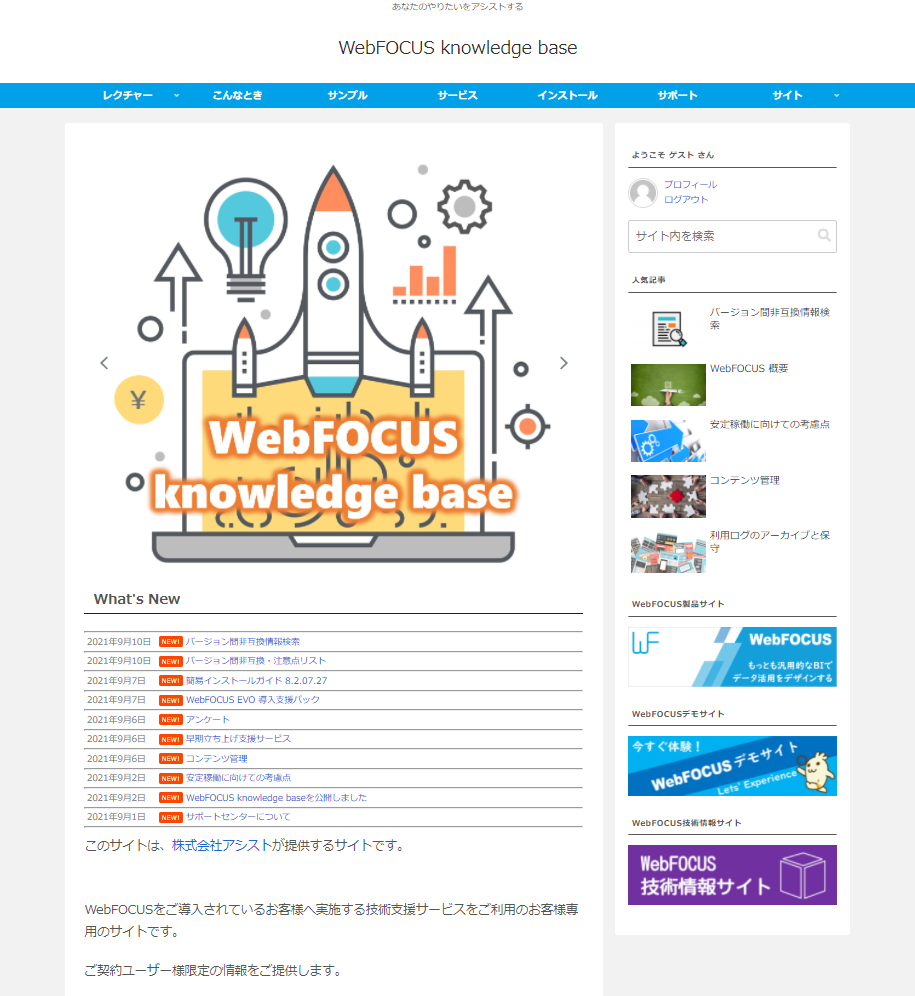 あなたのやりたいをアシストする
WebFOCUS knowledge base
レクチャー こんなとき サンプル サービス インストール サポート サイト
¥
WebFOCUS
knowledge base
What's New
2021年9月10日 NEW! バージョン間非互換情報検索
2021年9月10日 NEW! バージョン間非互換・注意点リスト
2021年9月7日 NEW! 簡易インストールガイド 8.2.07.27
2021年9月7日 NEW! WebFOCUS EVO 導入支援パック
2021年9月6日 NEW! アンケート
2021年9月6日 NEW! 早期立ち上げ支援サービス
2021年9月6日 NEW! コンテンツ管理
2021年9月2日 NEW! 安定稼働に向けての考慮点
2021年9月2日 NEW! WebFOCUS knowledge baseを公開しました
2021年9月1日 NEW! サポートセンターについて
このサイトは、株式会社アシストが提供するサイトです。
WebFOCUSをご導入されているお客様へ実施する技術支援サービスをご利用のお客様専
用のサイトです。
ご契約ユーザー様限定の情報をご提供します。
ようこそ ゲスト さん
プロフィール
ログアウト
サイト内を検索
人気記事
バージョン間非互換情報検
索
WebFOCUS 概要
安定稼働に向けての考慮点
コンテンツ管理
利用ログのアーカイブと保
守
WebFOCUS製品サイト
WF
WebFOCUS
もっとも汎用的なBIで
データ活用をデザインする
WebFOCUSデモサイト
今すぐ体験！
WebFOCUS デモサイト
Lets' Experience
WebFOCUS技術情報サイト
WebFOCUS
技術情報サイト